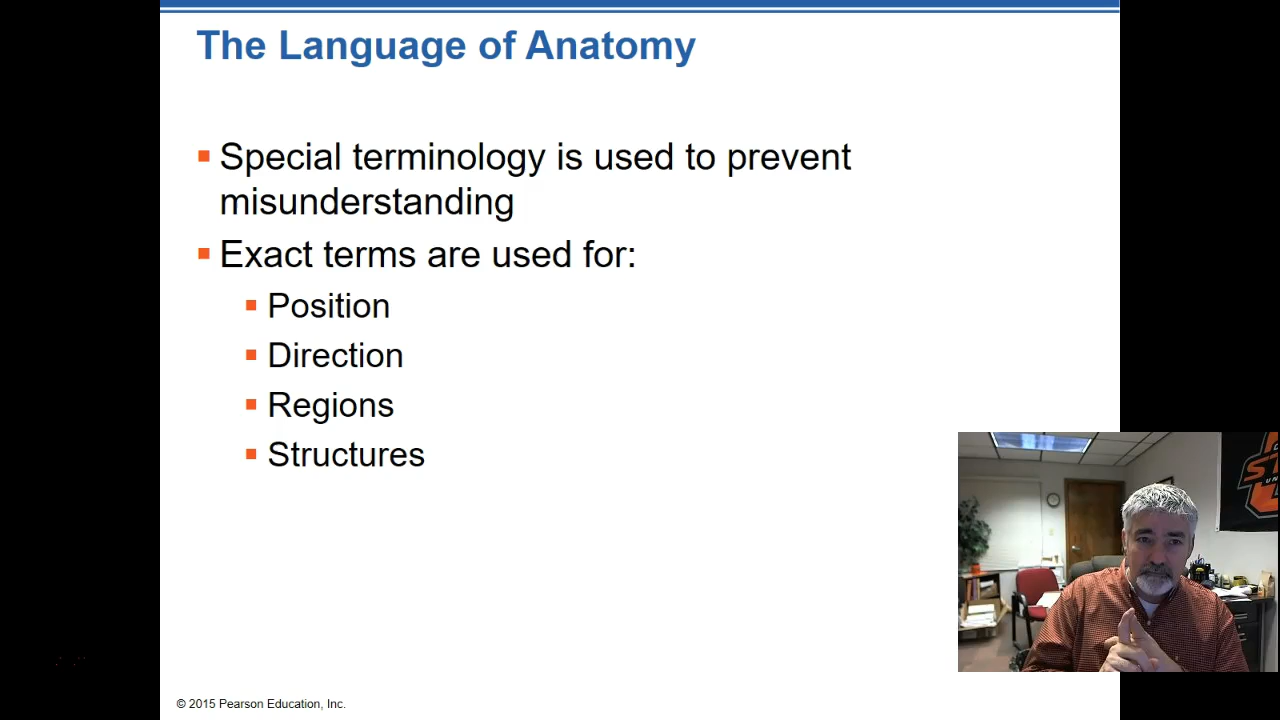 The Language of Anatomy
Special terminology is used to prevent
misunderstanding
Exact terms are used for:
Position
Direction
Regions
Structures
© 2015 Pearson Education, Inc.